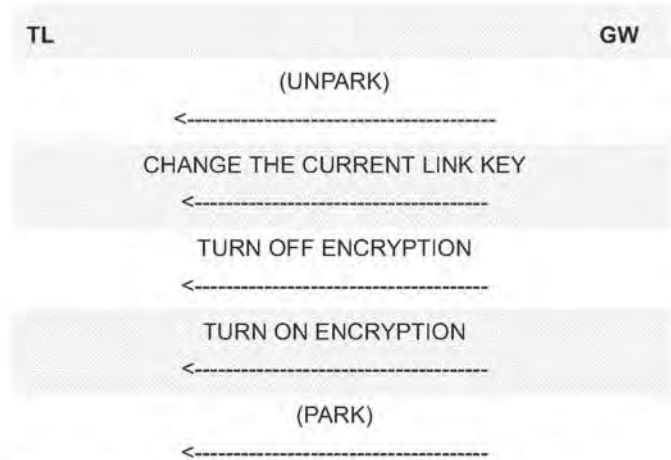 TL GW
(UNPARK)
<---------------------------------------
CHANGE THE CURRENT LINK KEY
<-------------------------------------
TURN OFF ENCRYPTION
<-------------------------------------
TURN ON ENCRYPTION
<-------------------------------------
(PARK)
<-------------------------------------